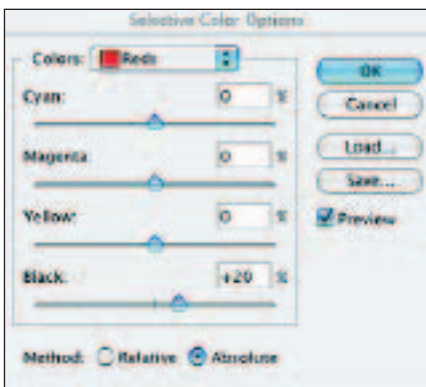 Selective Color Options
Colors: Reds
OK
Cyan: 0 %
Cancel
Magenta: 0 %
Load...
Save...
Yellow: 0 %
Preview
Black: +20 %
Method: Relative Absolute